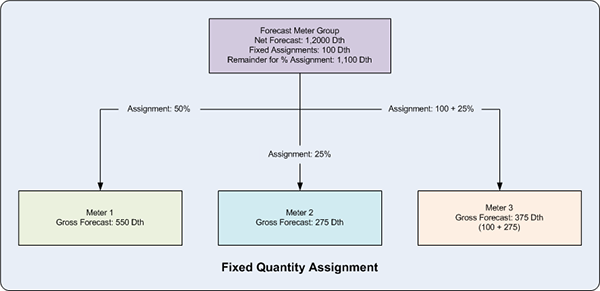 Forecast Meter Group
Net Forecast: 1,2000 Dth
Fixed Assignments: 100 Dth
Remainder for % Assignment: 1,100 Dth
Assignment: 50%
Assignment: 100 + 25%
Assignment: 25%
Meter 1
Gross Forecast: 550 Dth
Meter 2
Gross Forecast: 275 Dth
Meter 3
Gross Forecast: 375 Dth
(100 + 275)
Fixed Quantity Assignment